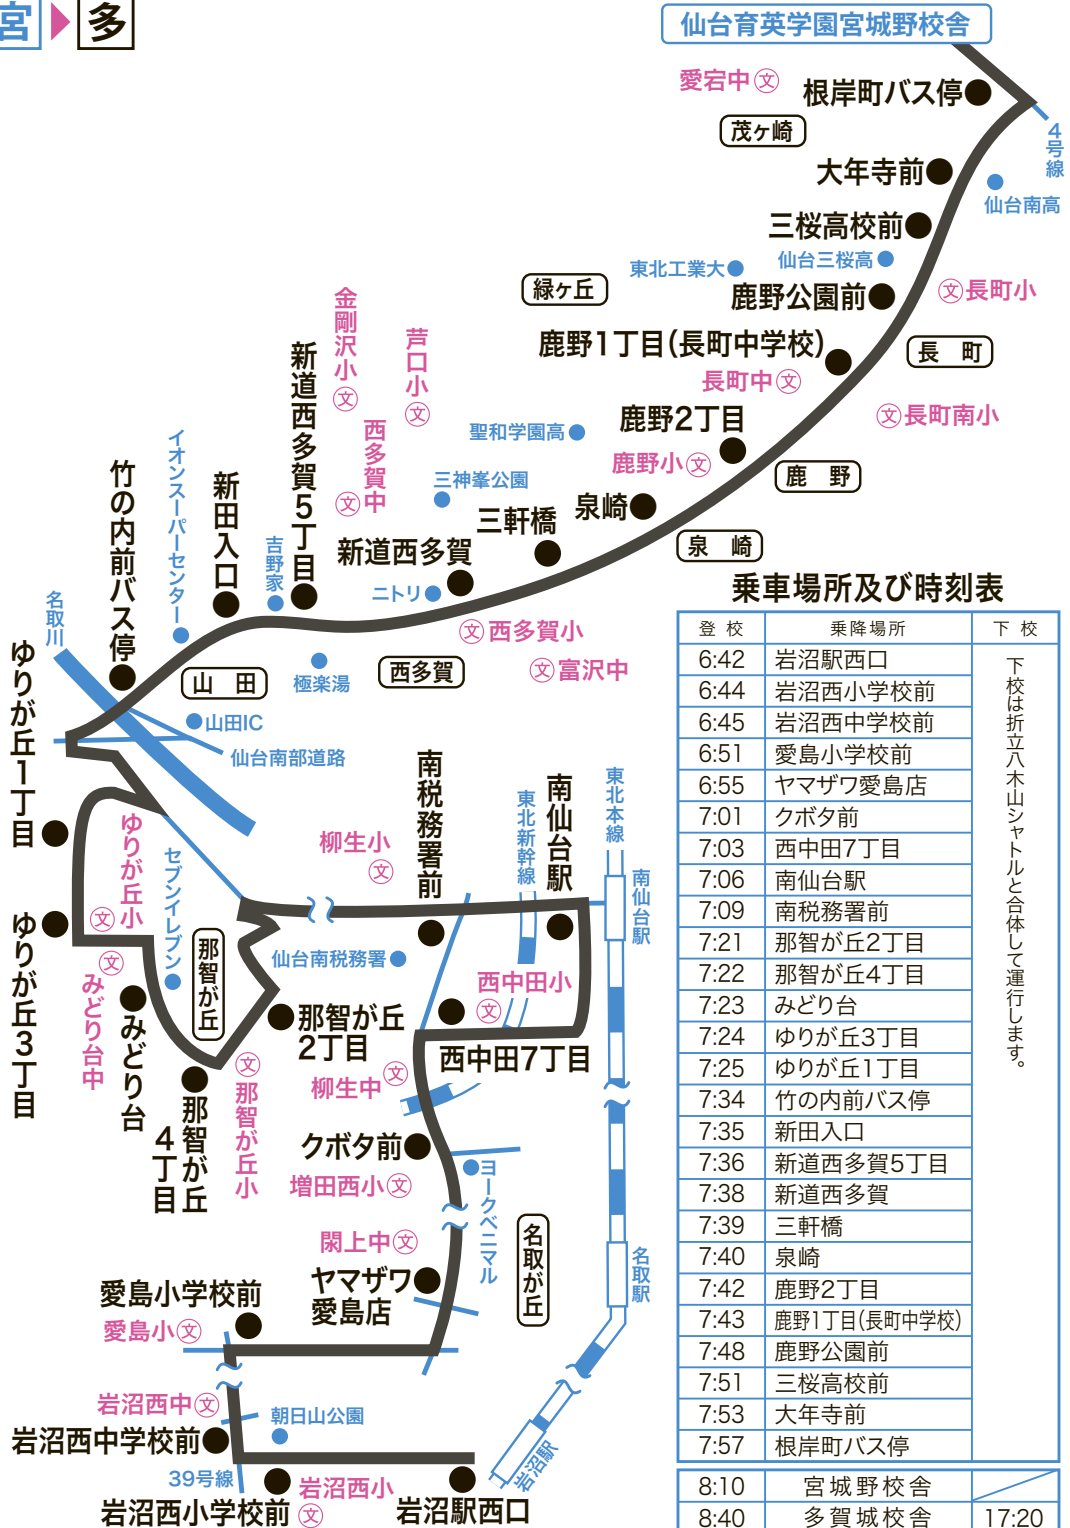 宮 多
仙台育英学園宮城野校舎
愛宕中 文
根岸町バス停
茂ヶ崎
4号線
大年寺前
仙台南高
三桜高校前
東北工業大
仙台三桜高
緑ヶ丘
鹿野公園前
文 長町小
金剛沢小 文
芦口小 文
新道西多賀5丁目
鹿野1丁目(長町中学校)
長町
長町中 文
文 長町南小
鹿野2丁目
西多賀中 文
聖和学園高
鹿野小 文
鹿野
イオンスーパーセンター
竹の内前バス停
新田入口
三神峯公園
泉崎
三軒橋
泉崎
吉野家
新道西多賀
ニトリ
名取川
文 西多賀小
文 富沢中
西多賀
山田
極楽湯
山田IC
仙台南部道路
ゆりが丘1丁目
南税務署前
南仙台駅
東北本線
東北新幹線
柳生小 文
ゆりが丘小 文
セブンイレブン
南仙台駅
ゆりが丘3丁目
那智が丘
仙台南税務署
文 みどり台中
みどり台
西中田小 文
那智が丘2丁目
西中田7丁目
柳生中 文
那智が丘4丁目
文 那智が丘小
クボタ前
増田西小 文
ヨークベニマル
閖上中 文
名取が丘
名取駅
ヤマザワ愛島店
愛島小学校前
愛島小 文
岩沼西中 文
朝日山公園
岩沼西中学校前
39号線
岩沼西小 文
岩沼西小学校前
岩沼駅西口
岩沼駅
乗車場所及び時刻表
登校 乗降場所 下校
6:42 岩沼駅西口
6:44 岩沼西小学校前
6:45 岩沼西中学校前
6:51 愛島小学校前
6:55 ヤマザワ愛島店
7:01 クボタ前
7:03 西中田7丁目
7:06 南仙台駅
7:09 南税務署前
7:21 那智が丘2丁目
7:22 那智が丘4丁目
7:23 みどり台
7:24 ゆりが丘3丁目
7:25 ゆりが丘1丁目
7:34 竹の内前バス停
7:35 新田入口
7:36 新道西多賀5丁目
7:38 新道西多賀
7:39 三軒橋
7:40 泉崎
7:42 鹿野2丁目
7:43 鹿野1丁目(長町中学校)
7:48 鹿野公園前
7:51 三桜高校前
7:53 大年寺前
7:57 根岸町バス停
下校は折立八木山シャトルと合体して運行します。
8:10 宮城野校舎
8:40 多賀城校舎 17:20